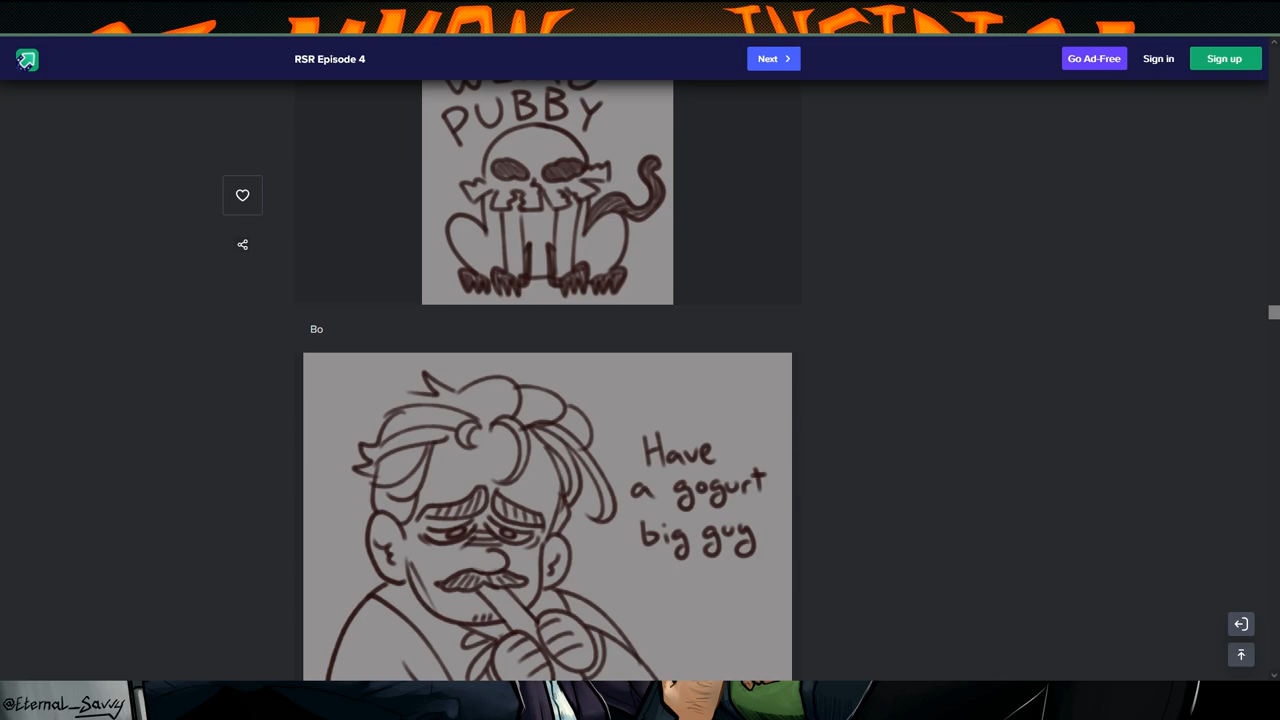 RSR Episode 4
Next
Go Ad-Free
Sign in
Sign up
PUBBY
Bo
Have
a gogurt
big guy
@Eternal_Savvy